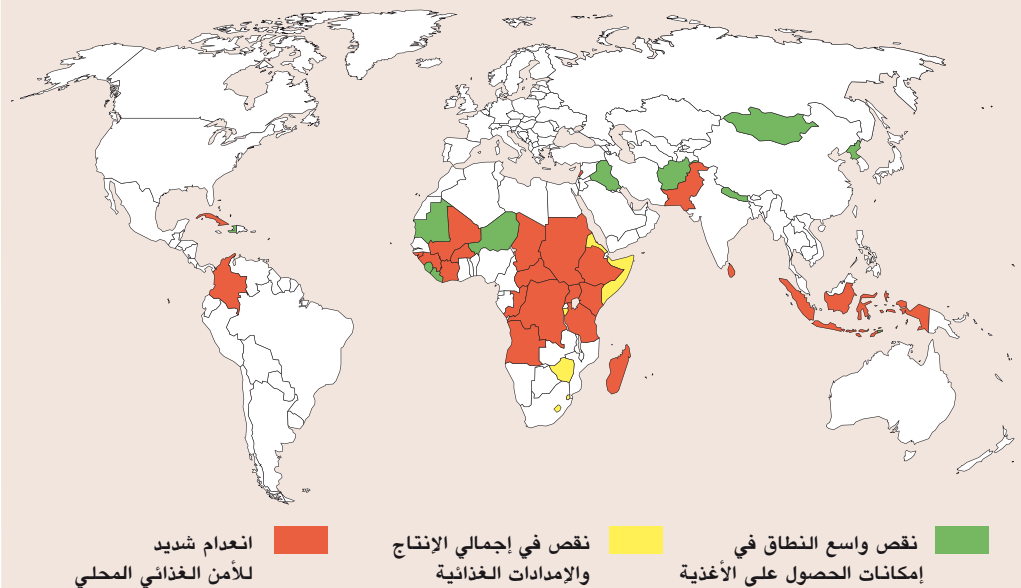 نقص واسع النطاق في
إمكانات الحصول على الأغذية
نقص في إجمالي الإنتاج
والإمدادات الغذائية
انعدام شديد
للأمن الغذائي المحلي